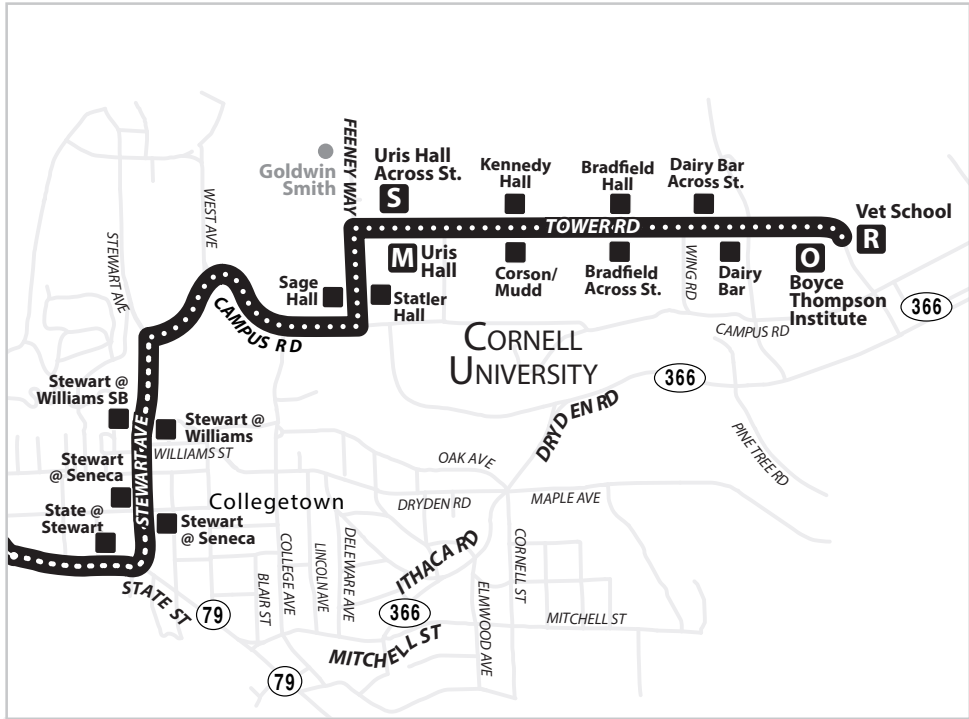 FEENEY WAY
Goldwin
Smith
Uris Hall
Across St.
S
Kennedy
Hall
Bradfield
Hall
Dairy Bar
Across St.
Vet School
R
TOWER RD
M
Uris
Hall
Corson/
Mudd
Bradfield
Across St.
WING RD
Dairy
Bar
O
Boyce
Thompson
Institute
366
WEST AVE
STEWART AVE
Sage
Hall
Statler
Hall
CAMPUS RD
CORNELL
UNIVERSITY
CAMPUS RD
366
DRYDEN RD
PINE TREE RD
Stewart @
Williams SB
Stewart @
Williams
WILLIAMS ST
STEWART AVE
Stewart
@ Seneca
State @
Stewart
Stewart
@ Seneca
Collegetown
OAK AVE
DRYDEN RD
MAPLE AVE
STATE ST
79
BLAIR ST
COLLEGE AVE
LINCOLN AVE
DELEWARE AVE
ITHACA RD
366
CORNELL ST
ELMWOOD AVE
MITCHELL ST
MITCHELL ST
79